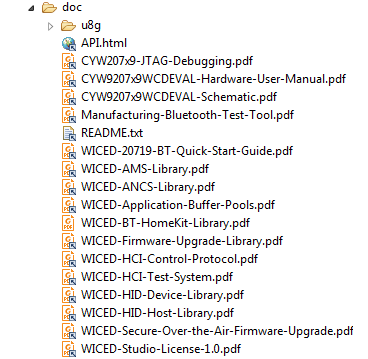 doc
u8g
API.html
CYW207x9-JTAG-Debugging.pdf
CYW9207x9WCDEVAL-Hardware-User-Manual.pdf
CYW9207x9WCDEVAL-Schematic.pdf
Manufacturing-Bluetooth-Test-Tool.pdf
README.txt
WICED-20719-BT-Quick-Start-Guide.pdf
WICED-AMS-Library.pdf
WICED-ANCS-Library.pdf
WICED-Application-Buffer-Pools.pdf
WICED-BT-HomeKit-Library.pdf
WICED-Firmware-Upgrade-Library.pdf
WICED-HCI-Control-Protocol.pdf
WICED-HCI-Test-System.pdf
WICED-HID-Device-Library.pdf
WICED-HID-Host-Library.pdf
WICED-Secure-Over-the-Air-Firmware-Upgrade.pdf
WICED-Studio-License-1.0.pdf